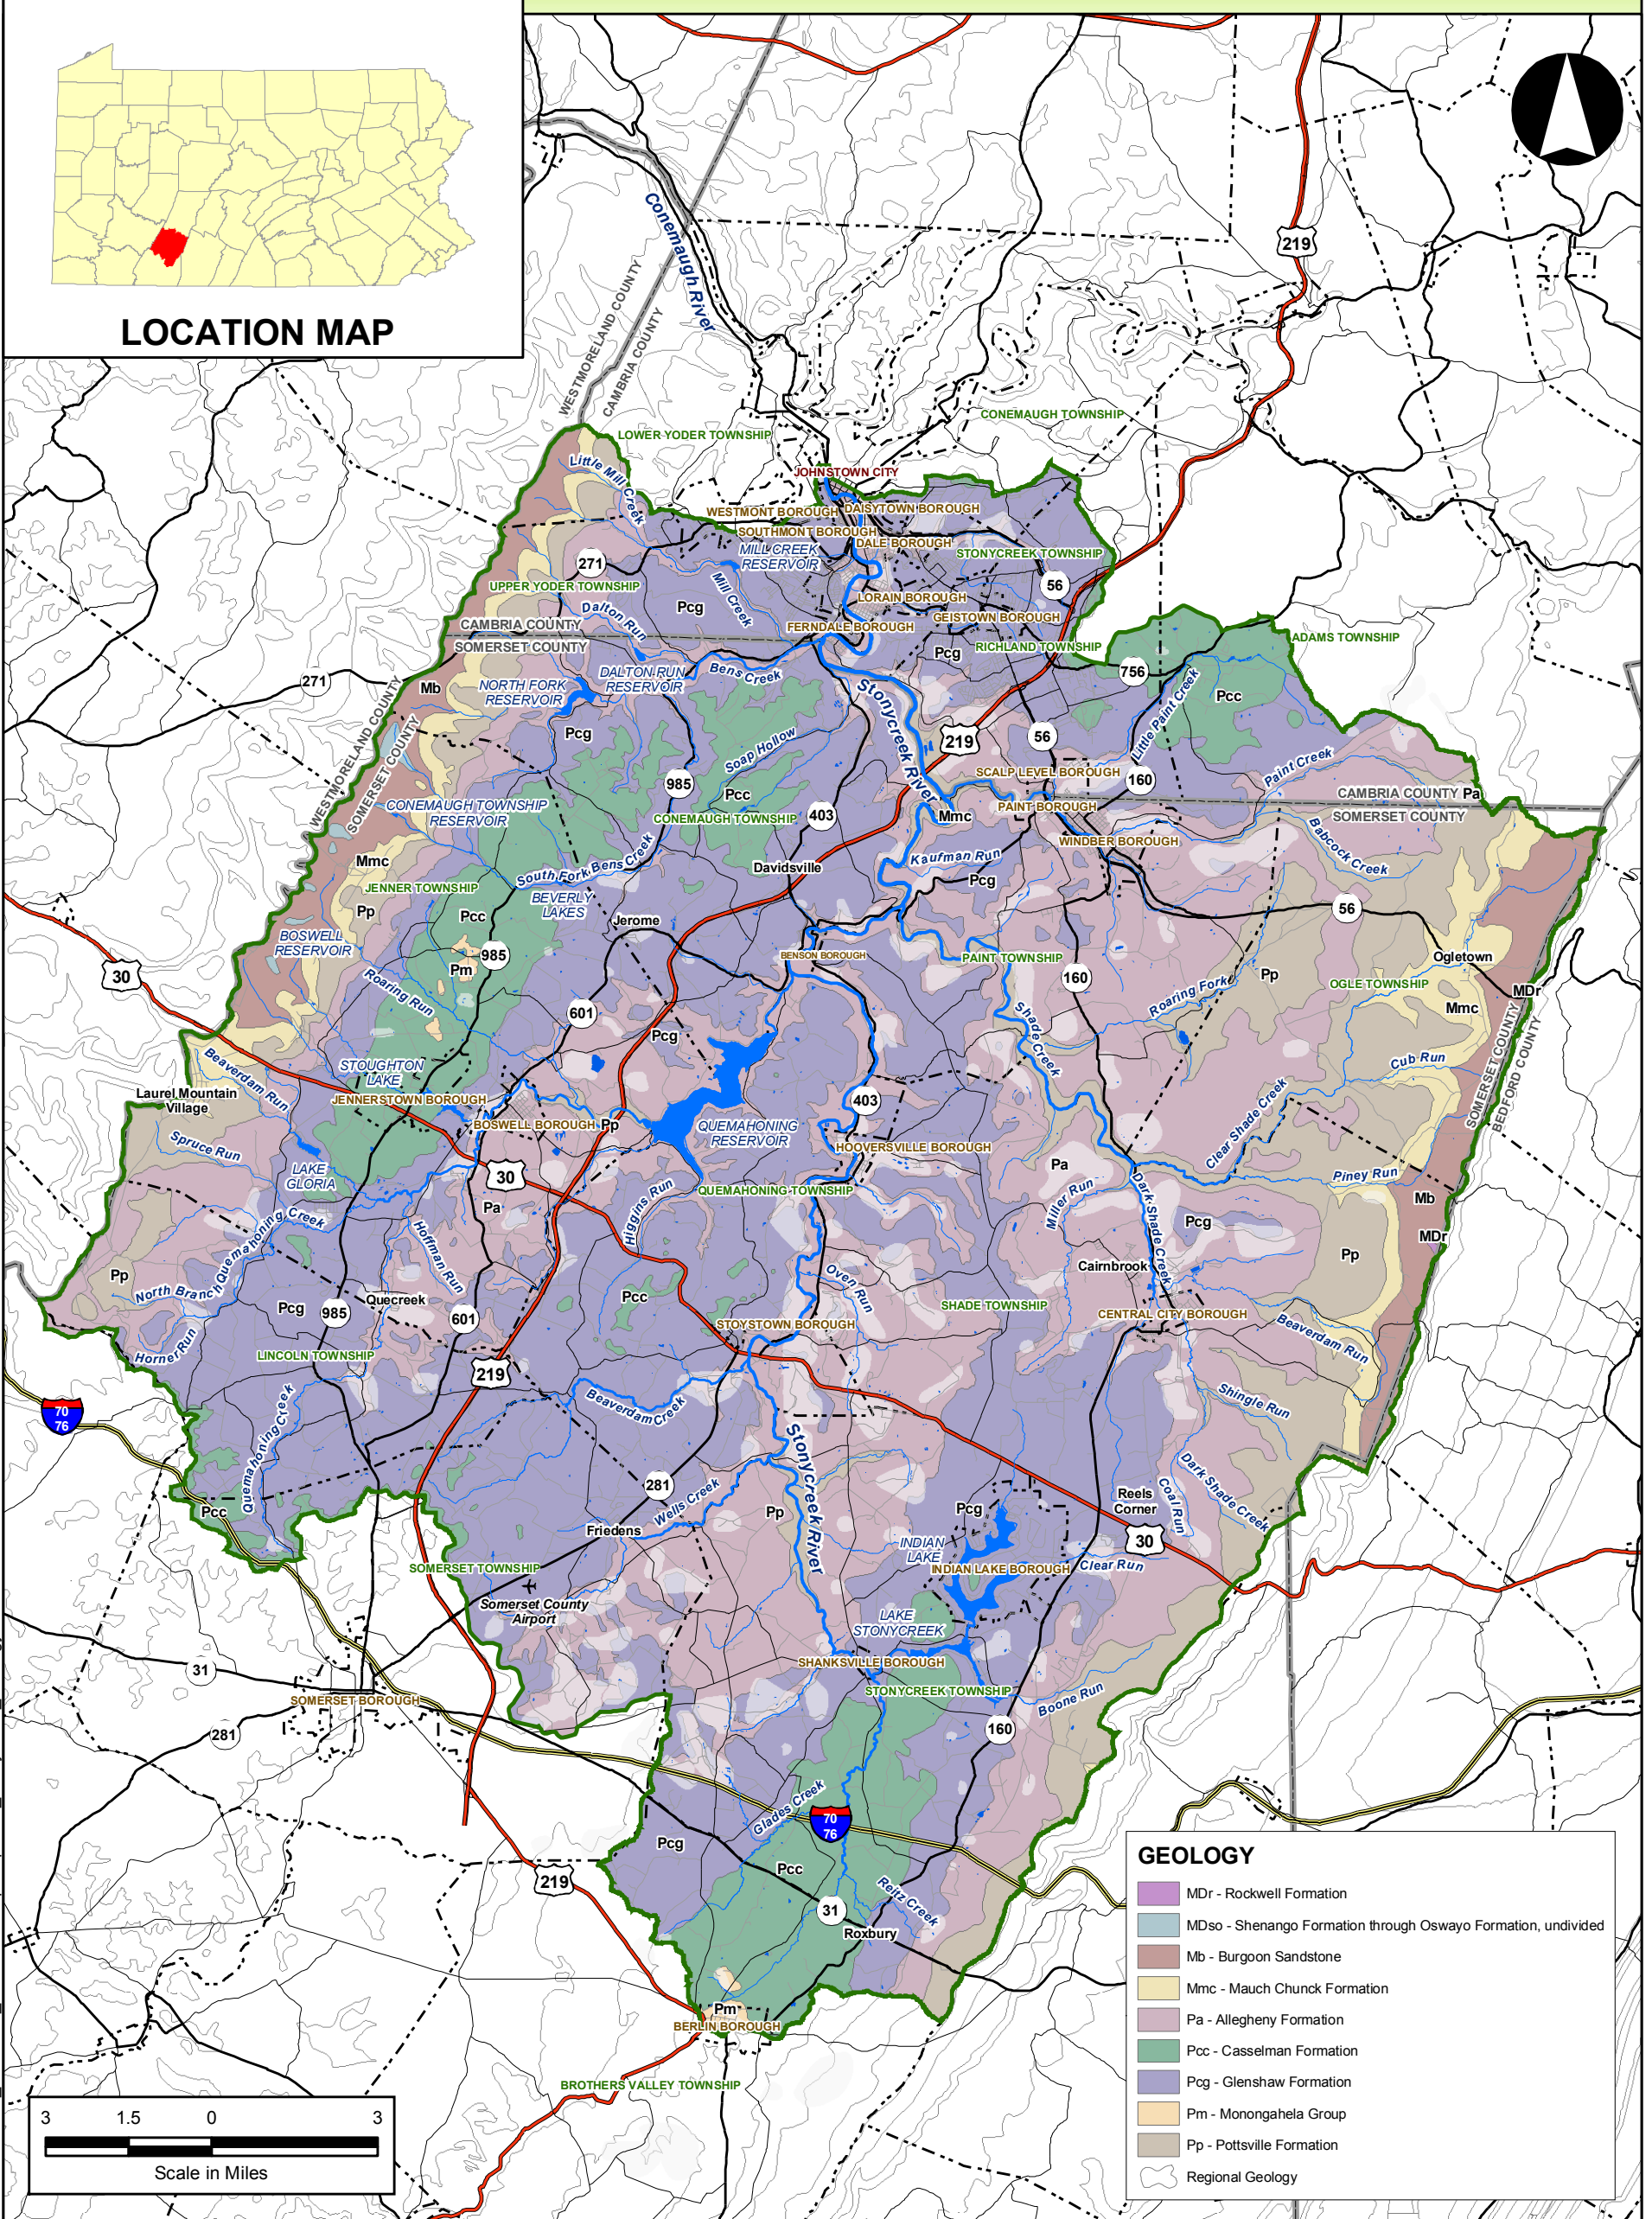 LOCATION MAP
Conemaugh River
219
WESTMORELAND COUNTY
CAMBRIA COUNTY
CONEMAUGH TOWNSHIP
LOWER YODER TOWNSHIP
Little Mill Creek
JOHNSTOWN CITY
WESTMONT BOROUGH
DAISYTOWN BOROUGH
SOUTHMONT BOROUGH
DALE BOROUGH
MILL CREEK
RESERVOIR
STONYCREEK TOWNSHIP
271
56
UPPER YODER TOWNSHIP
Mill Creek
LORAIN BOROUGH
Pcg
Dalton Run
GEISTOWN BOROUGH
CAMBRIA COUNTY
SOMERSET COUNTY
FERNDALE BOROUGH
ADAMS TOWNSHIP
RICHLAND TOWNSHIP
Pcg
Bens Creek
DALTON RUN
RESERVOIR
756
271
Mb
NORTH FORK
RESERVOIR
Stonycreek River
Pcc
Little Paint Creek
WESTMORELAND COUNTY
SOMERSET COUNTY
Pcg
Soap Hollow
219
56
SCALP LEVEL BOROUGH
160
Paint Creek
985
Pcc
CAMBRIA COUNTY
Pa
SOMERSET COUNTY
CONEMAUGH TOWNSHIP
RESERVOIR
CONEMAUGH TOWNSHIP
403
Mmc
PAINT BOROUGH
WINDBER BOROUGH
Babcock Creek
Mmc
Davidsville
Kaufman Run
JENNER TOWNSHIP
South Fork Bens Creek
Pcg
BEVERLY
LAKES
Pp
Pcc
Jerome
56
BOSWELL
RESERVOIR
985
BENSON BOROUGH
PAINT TOWNSHIP
Ogletown
Pm
30
Roaring Run
160
Pp
OGLE TOWNSHIP
MDr
Roaring Fork
Mmc
601
Shade Creek
Pcg
SOMERSET COUNTY
BEDFORD COUNTY
Beaverdam Run
STOUGHTON
LAKE
Cub Run
Laurel Mountain
Village
JENNERSTOWN BOROUGH
403
BOSWELL BOROUGH
Pp
QUEMAHONING
RESERVOIR
Clear Shade Creek
Spruce Run
HOOVERSVILLE BOROUGH
LAKE
GLORIA
30
Pa
Piney Run
QUEMAHONING TOWNSHIP
Miller Run
Mb
Pa
Higgins Run
Dark Shade Creek
Pcg
North Branch Quemahoning Creek
Hoffman Run
MDr
Pp
Cairnbrook
Pp
Oven Run
Pcg
985
Quecreek
Pcc
601
SHADE TOWNSHIP
CENTRAL CITY BOROUGH
STOYSTOWN BOROUGH
Beaverdam Run
Horner Run
LINCOLN TOWNSHIP
219
70
76
Beaverdam Creek
Shingle Run
Quemahoning Creek
Stonycreek River
281
Dark Shade Creek
Coal Run
Reels
Corner
Pcc
Wells Creek
Pp
Pcg
Friedens
INDIAN
LAKE
30
SOMERSET TOWNSHIP
INDIAN LAKE BOROUGH
Clear Run
Somerset County
Airport
LAKE
STONYCREEK
31
SHANKSVILLE BOROUGH
SOMERSET BOROUGH
STONYCREEK TOWNSHIP
Boone Run
281
160
Glades Creek
70
76
Pcg
Pcc
219
31
Reitz Creek
Roxbury
Pm
BERLIN BOROUGH
BROTHERS VALLEY TOWNSHIP
3 1.5 0 3
Scale in Miles
GEOLOGY
MDr - Rockwell Formation
MDso - Shenango Formation through Oswayo Formation, undivided
Mb - Burgoon Sandstone
Mmc - Mauch Chunck Formation
Pa - Allegheny Formation
Pcc - Casselman Formation
Pcg - Glenshaw Formation
Pm - Monongahela Group
Pp - Pottsville Formation
Regional Geology